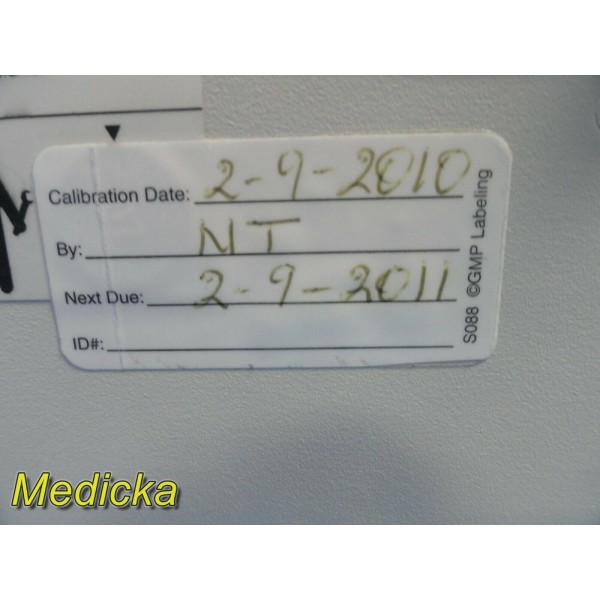 Calibration Date: 2-9-2010
By: NT
Next Due: 2-9-2011
ID#:
S088 ©GMP Labeling
Medicka